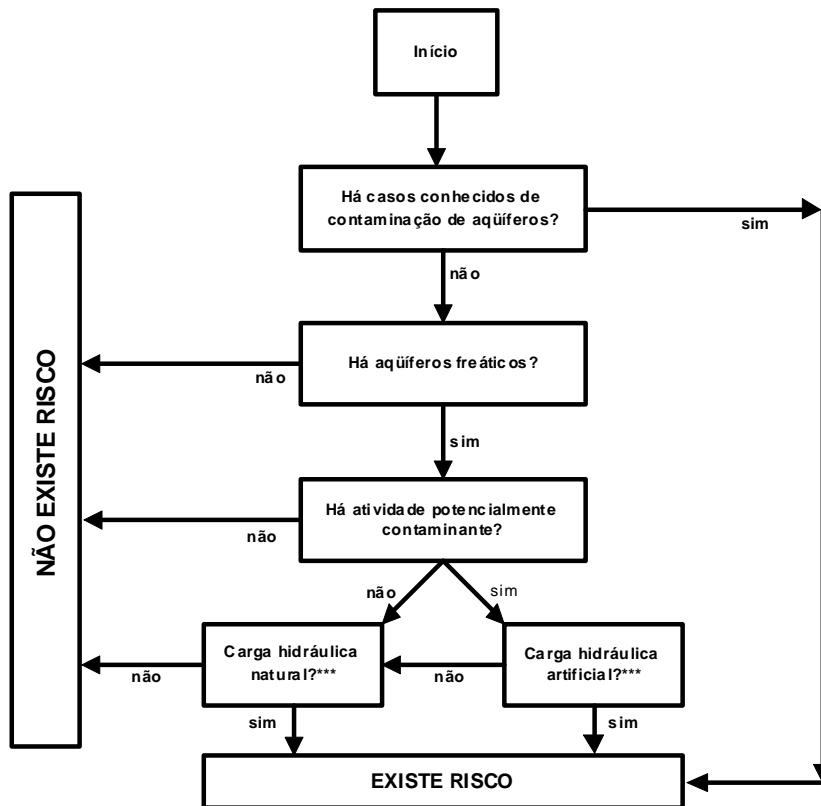 Início
Há casos conhecidos de
contaminação de aqüíferos?
sim
não
Há aqüíferos freáticos?
não
sim
NÃO EXISTE RISCO
Há atividade potencialmente
contaminante?
não
não
sim
Carga hidráulica
natural?***
Carga hidráulica
artificial?***
não
não
sim
sim
EXISTE RISCO